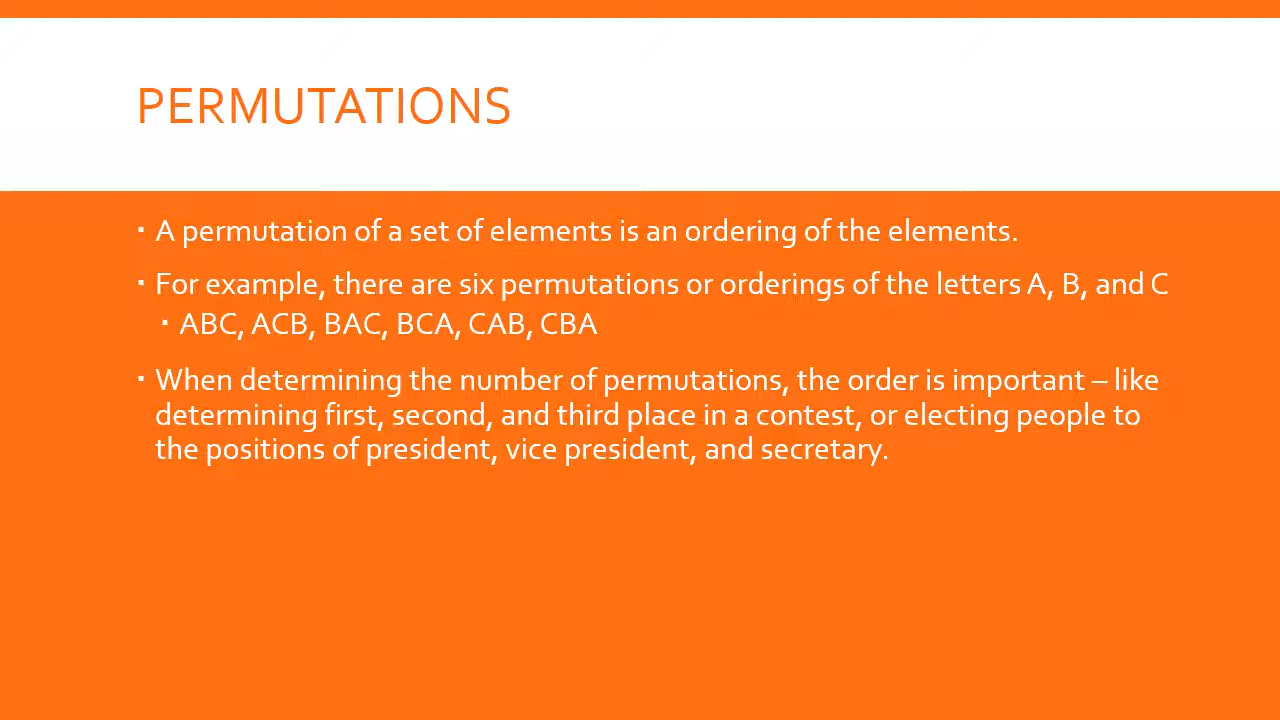 PERMUTATIONS
▪ A permutation of a set of elements is an ordering of the elements.
▪ For example, there are six permutations or orderings of the letters A, B, and C
▪ ABC, ACB, BAC, BCA, CAB, CBA
▪ When determining the number of permutations, the order is important – like
determining first, second, and third place in a contest, or electing people to
the positions of president, vice president, and secretary.